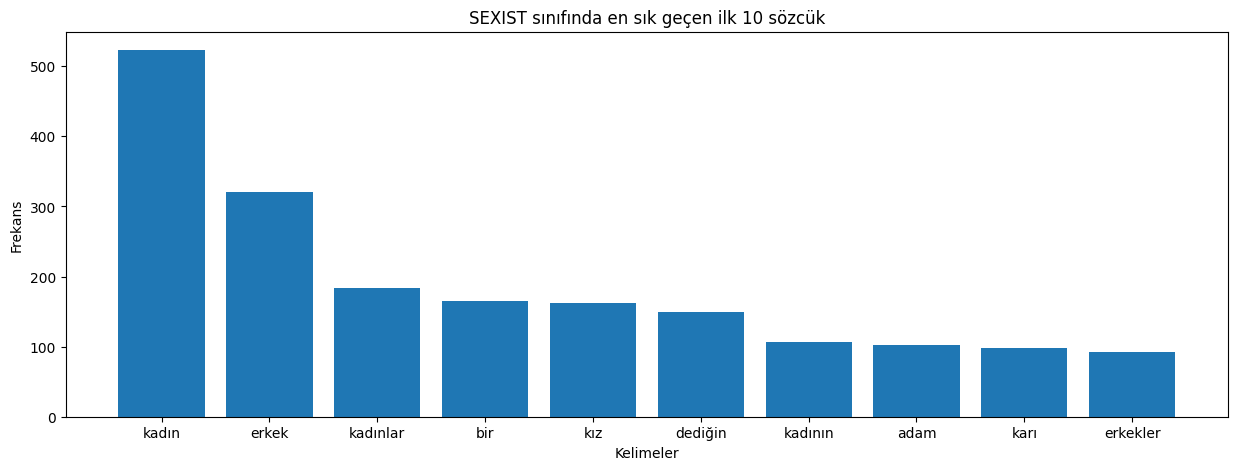 SEXIST sınıfında en sık geçen ilk 10 sözcük
Frekans
500
400
300
200
100
0
kadın erkek kadınlar bir kız dediğin kadının adam karı erkekler
Kelimeler